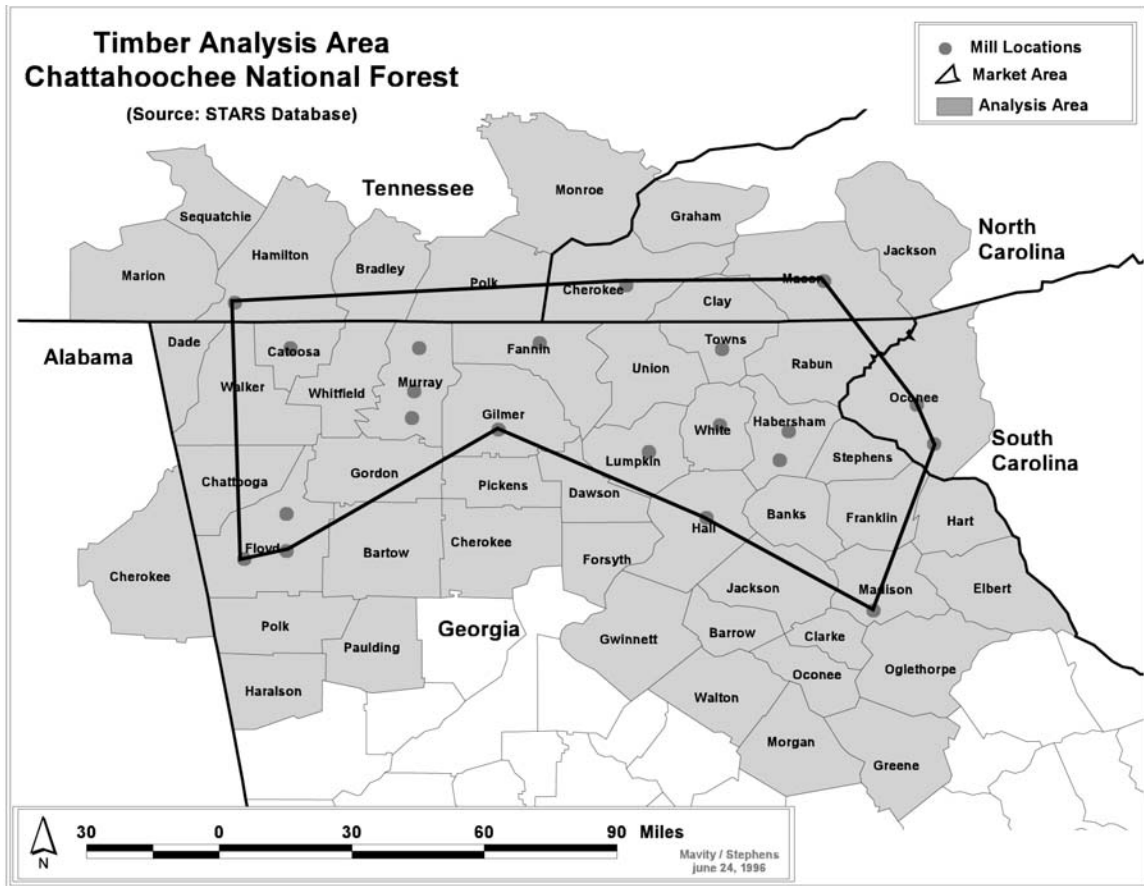 Timber Analysis Area
Chattahoochee National Forest
(Source: STARS Database)
Mill Locations
Market Area
Analysis Area
Tennessee
Monroe
Sequatchie
Graham
North
Carolina
Hamilton
Jackson
Marion
Bradley
Polk
Cherokee
Macon
Clay
Alabama
Dade
Catoosa
Fannin
Towns
Union
Rabun
Walker
Whitfield
Murray
Oconee
Gilmer
White
Habersham
South
Carolina
Lumpkin
Stephens
Chattooga
Gordon
Pickens
Dawson
Banks
Franklin
Hart
Hall
Floyd
Bartow
Cherokee
Forsyth
Cherokee
Jackson
Madison
Elbert
Polk
Georgia
Gwinnett
Barrow
Clarke
Paulding
Oconee
Oglethorpe
Haralson
Walton
Morgan
Greene
N
30 0 30 60 90 Miles
Mavity / Stephens
june 24, 1996